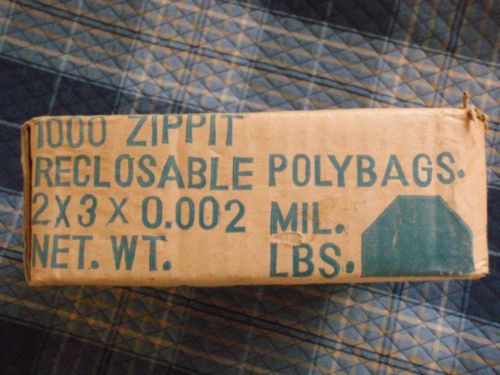 1000 ZIPPIT
RECLOSABLE POLYBAGS.
2X3 X 0.002 MIL.
NET. WT. LBS.